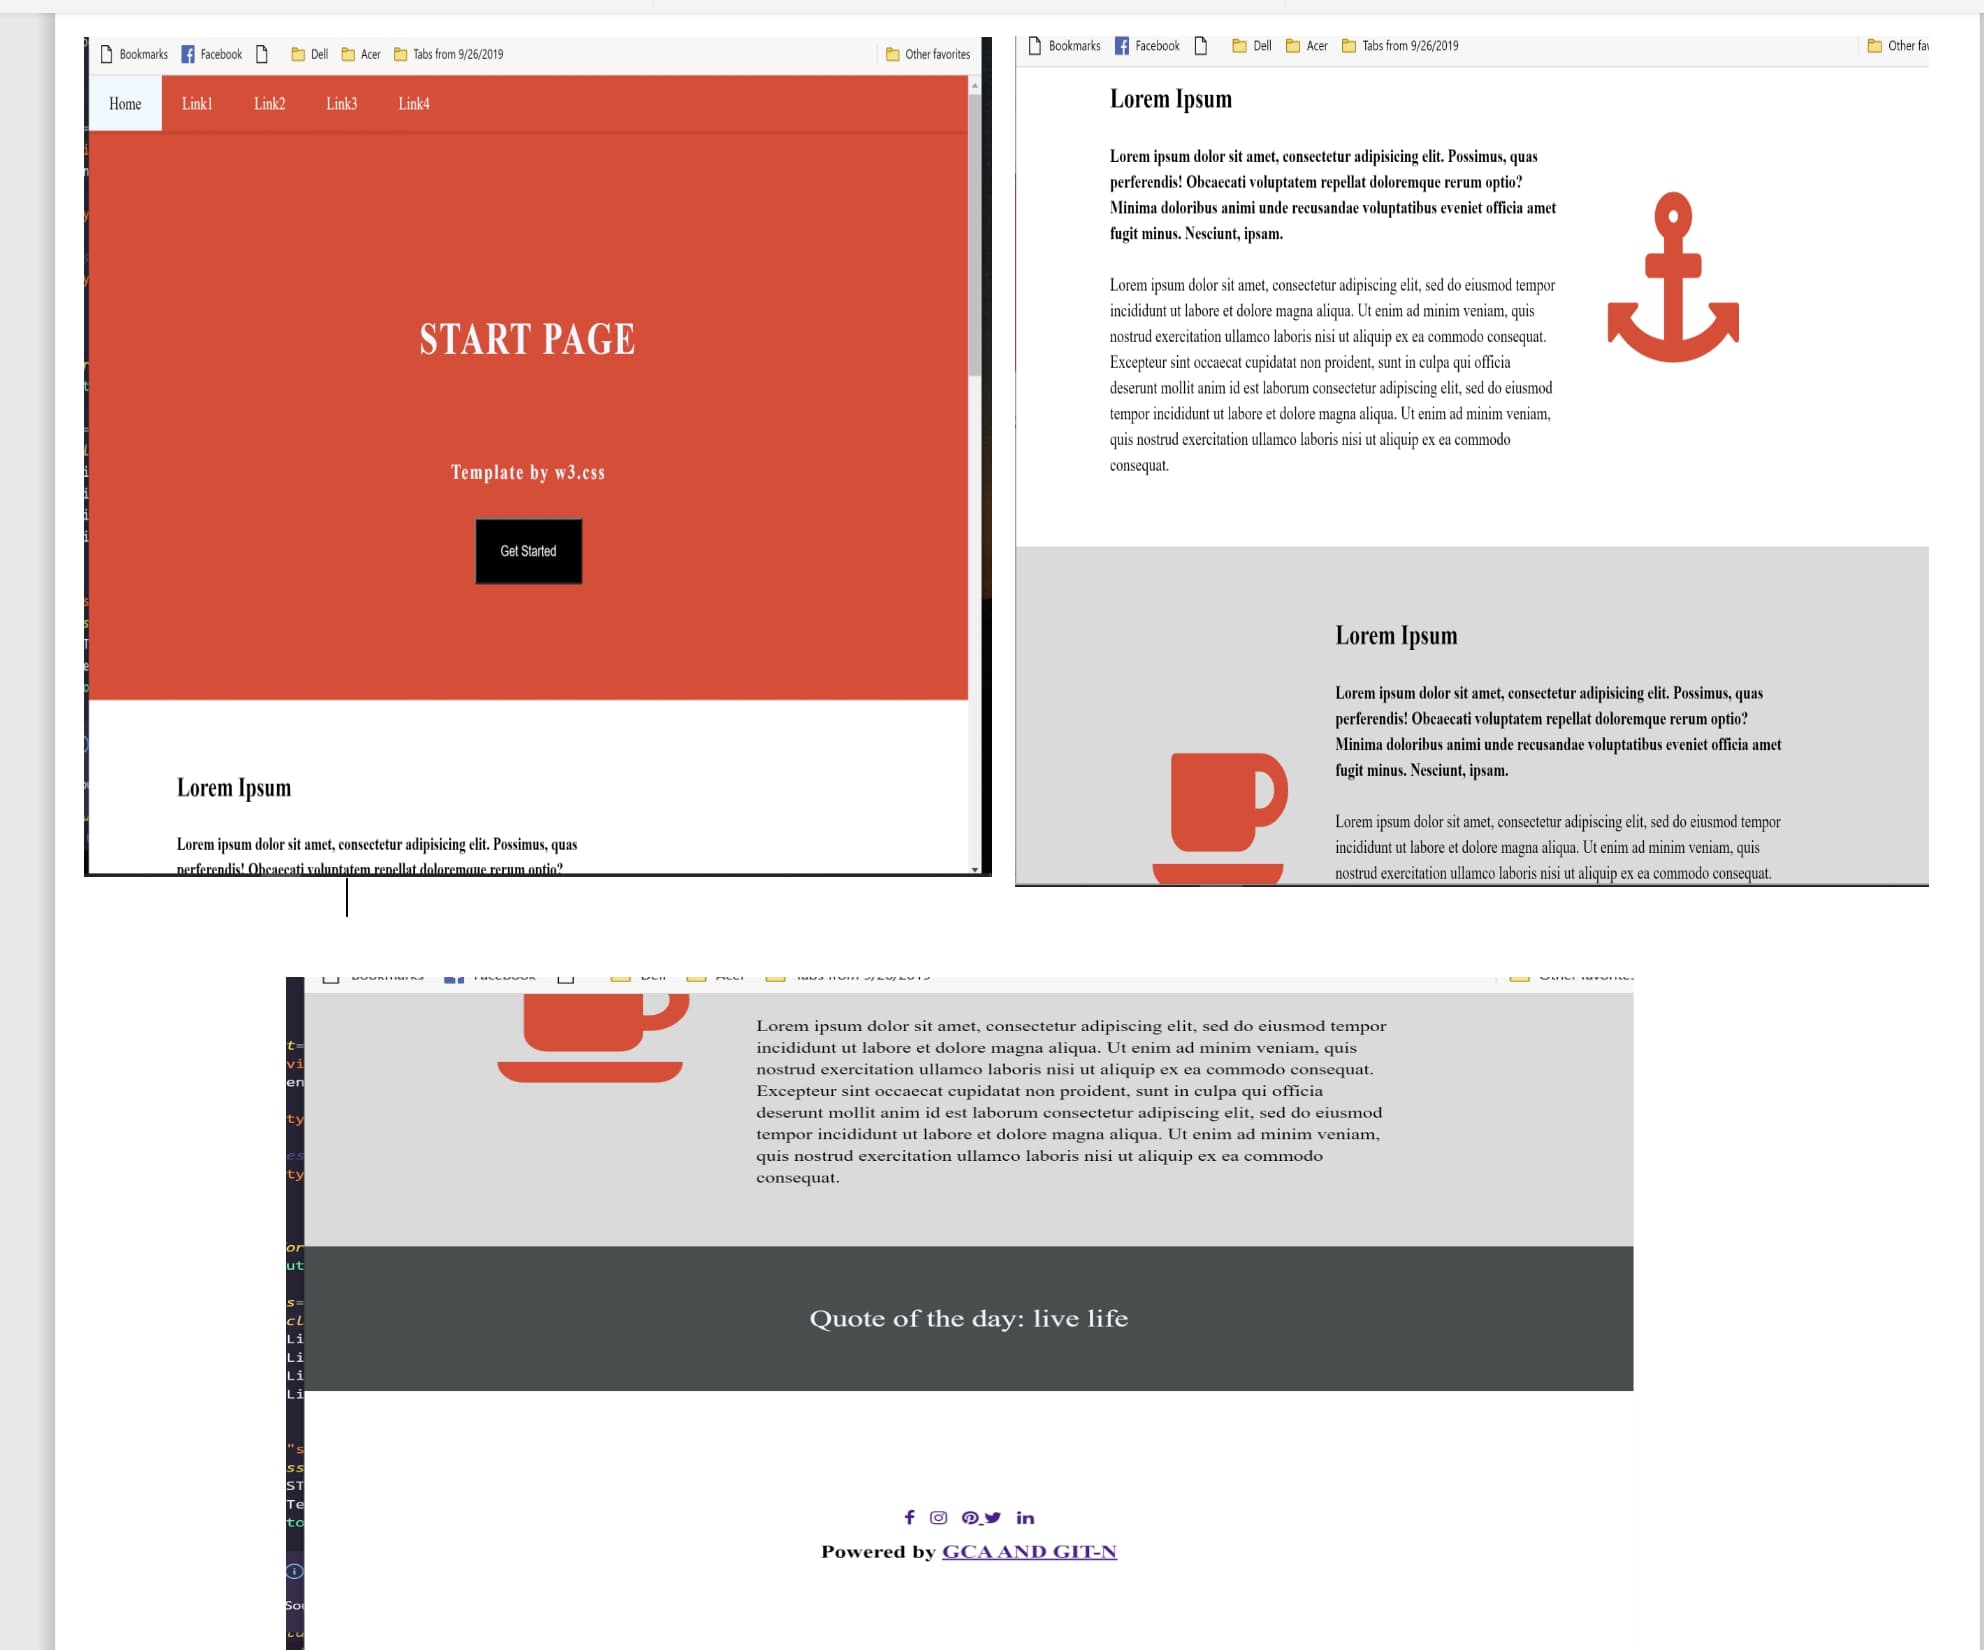 Bookmarks Facebook Dell Acer Tabs from 9/26/2019 Other favorites
Home Link1 Link2 Link3 Link4
START PAGE
Template by w3.css
Get Started
Lorem Ipsum
Lorem ipsum dolor sit amet, consectetur adipisicing elit. Possimus, quas
perferendis! Obcaecati voluptatem repellat doloremque rerum optio?
Bookmarks Facebook Dell Acer Tabs from 9/26/2019 Other fav
Lorem Ipsum
Lorem ipsum dolor sit amet, consectetur adipisicing elit. Possimus, quas
perferendis! Obcaecati voluptatem repellat doloremque rerum optio?
Minima doloribus animi unde recusandae voluptatibus eveniet officia amet
fugit minus. Nesciunt, ipsam.
Lorem ipsum dolor sit amet, consectetur adipiscing elit, sed do eiusmod tempor
incididunt ut labore et dolore magna aliqua. Ut enim ad minim veniam, quis
nostrud exercitation ullamco laboris nisi ut aliquip ex ea commodo consequat.
Excepteur sint occaecat cupidatat non proident, sunt in culpa qui officia
deserunt mollit anim id est laborum consectetur adipiscing elit, sed do eiusmod
tempor incididunt ut labore et dolore magna aliqua. Ut enim ad minim veniam,
quis nostrud exercitation ullamco laboris nisi ut aliquip ex ea commodo
consequat.
Lorem Ipsum
Lorem ipsum dolor sit amet, consectetur adipisicing elit. Possimus, quas
perferendis! Obcaecati voluptatem repellat doloremque rerum optio?
Minima doloribus animi unde recusandae voluptatibus eveniet officia amet
fugit minus. Nesciunt, ipsam.
Lorem ipsum dolor sit amet, consectetur adipiscing elit, sed do eiusmod tempor
incididunt ut labore et dolore magna aliqua. Ut enim ad minim veniam, quis
nostrud exercitation ullamco laboris nisi ut aliquip ex ea commodo consequat.
Lorem ipsum dolor sit amet, consectetur adipiscing elit, sed do eiusmod tempor
incididunt ut labore et dolore magna aliqua. Ut enim ad minim veniam, quis
nostrud exercitation ullamco laboris nisi ut aliquip ex ea commodo consequat.
Excepteur sint occaecat cupidatat non proident, sunt in culpa qui officia
deserunt mollit anim id est laborum consectetur adipiscing elit, sed do eiusmod
tempor incididunt ut labore et dolore magna aliqua. Ut enim ad minim veniam,
quis nostrud exercitation ullamco laboris nisi ut aliquip ex ea commodo
consequat.
Quote of the day: live life
Powered by GCA AND GIT-N